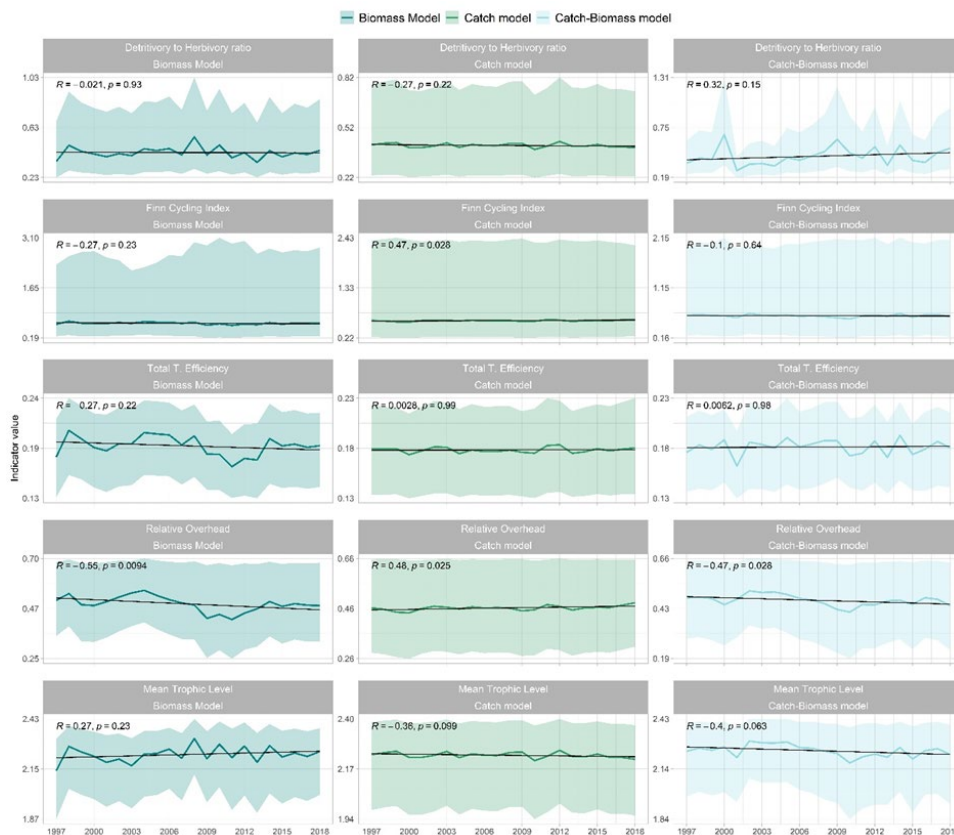 Biomass Model Catch model Catch-Biomass model
Detritivory to Herbivory ratio
Biomass Model
R = −0.021, p = 0.93
1.03
0.63
0.23
Detritivory to Herbivory ratio
Catch model
R = −0.27, p = 0.22
0.82
0.52
0.22
Detritivory to Herbivory ratio
Catch-Biomass model
R = 0.32, p = 0.15
1.31
0.75
0.19
Finn Cycling Index
Biomass Model
R = −0.27, p = 0.23
3.10
1.65
0.19
Finn Cycling Index
Catch model
R = 0.47, p = 0.028
2.43
1.33
0.22
Finn Cycling Index
Catch-Biomass model
R = −0.1, p = 0.64
2.15
1.15
0.16
Indicator value
Total T. Efficiency
Biomass Model
R = −0.27, p = 0.22
0.24
0.19
0.13
Total T. Efficiency
Catch model
R = 0.0028, p = 0.99
0.23
0.18
0.13
Total T. Efficiency
Catch-Biomass model
R = 0.0062, p = 0.98
0.23
0.18
0.13
Relative Overhead
Biomass Model
R = −0.55, p = 0.0094
0.70
0.47
0.25
Relative Overhead
Catch model
R = 0.48, p = 0.025
0.66
0.46
0.26
Relative Overhead
Catch-Biomass model
R = −0.47, p = 0.028
0.66
0.43
0.19
Mean Trophic Level
Biomass Model
R = 0.27, p = 0.23
2.43
2.15
1.87
1997 2000 2003 2006 2009 2012 2015 2018
Mean Trophic Level
Catch model
R = −0.36, p = 0.099
2.40
2.17
1.94
1997 2000 2003 2006 2009 2012 2015 2018
Mean Trophic Level
Catch-Biomass model
R = −0.4, p = 0.063
2.43
2.14
1.84
1997 2000 2003 2006 2009 2012 2015